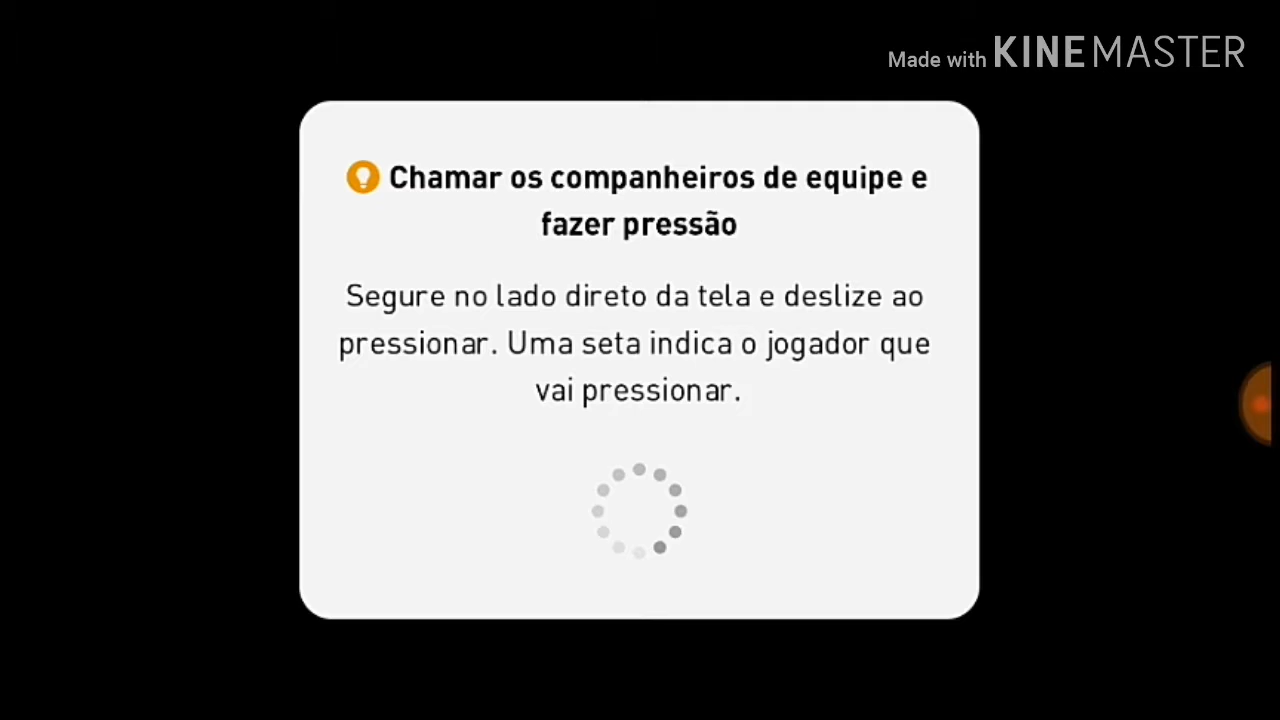 Made with KINEMASTER
Chamar os companheiros de equipe e
fazer pressão
Segure no lado direto da tela e deslize ao
pressionar. Uma seta indica o jogador que
vai pressionar.